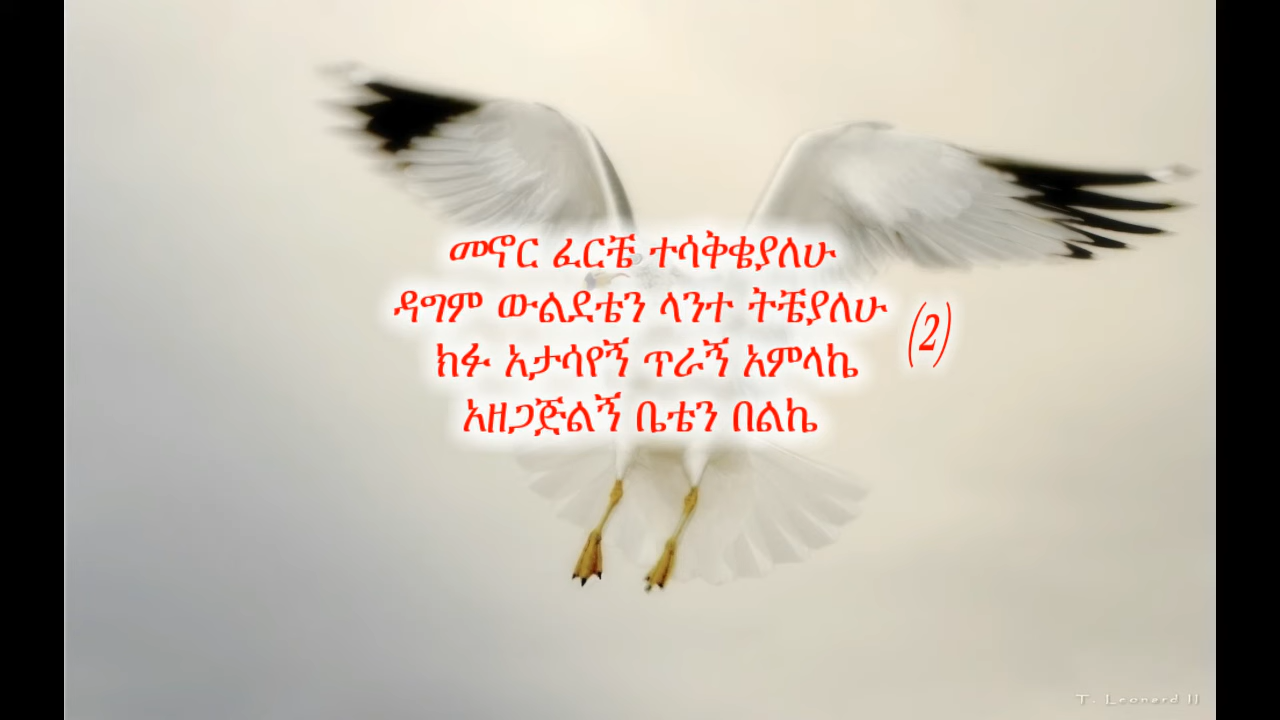 መኖር ፈርቼ ተሳቅቄያለሁ
ዳግም ውልደቴን ላንተ ትቼያለሁ
(2)
ክፉ አታሳየኝ ጥራኝ አምላኬ
አዘጋጅልኝ ቤቴን በልኬ
T. Leonard II